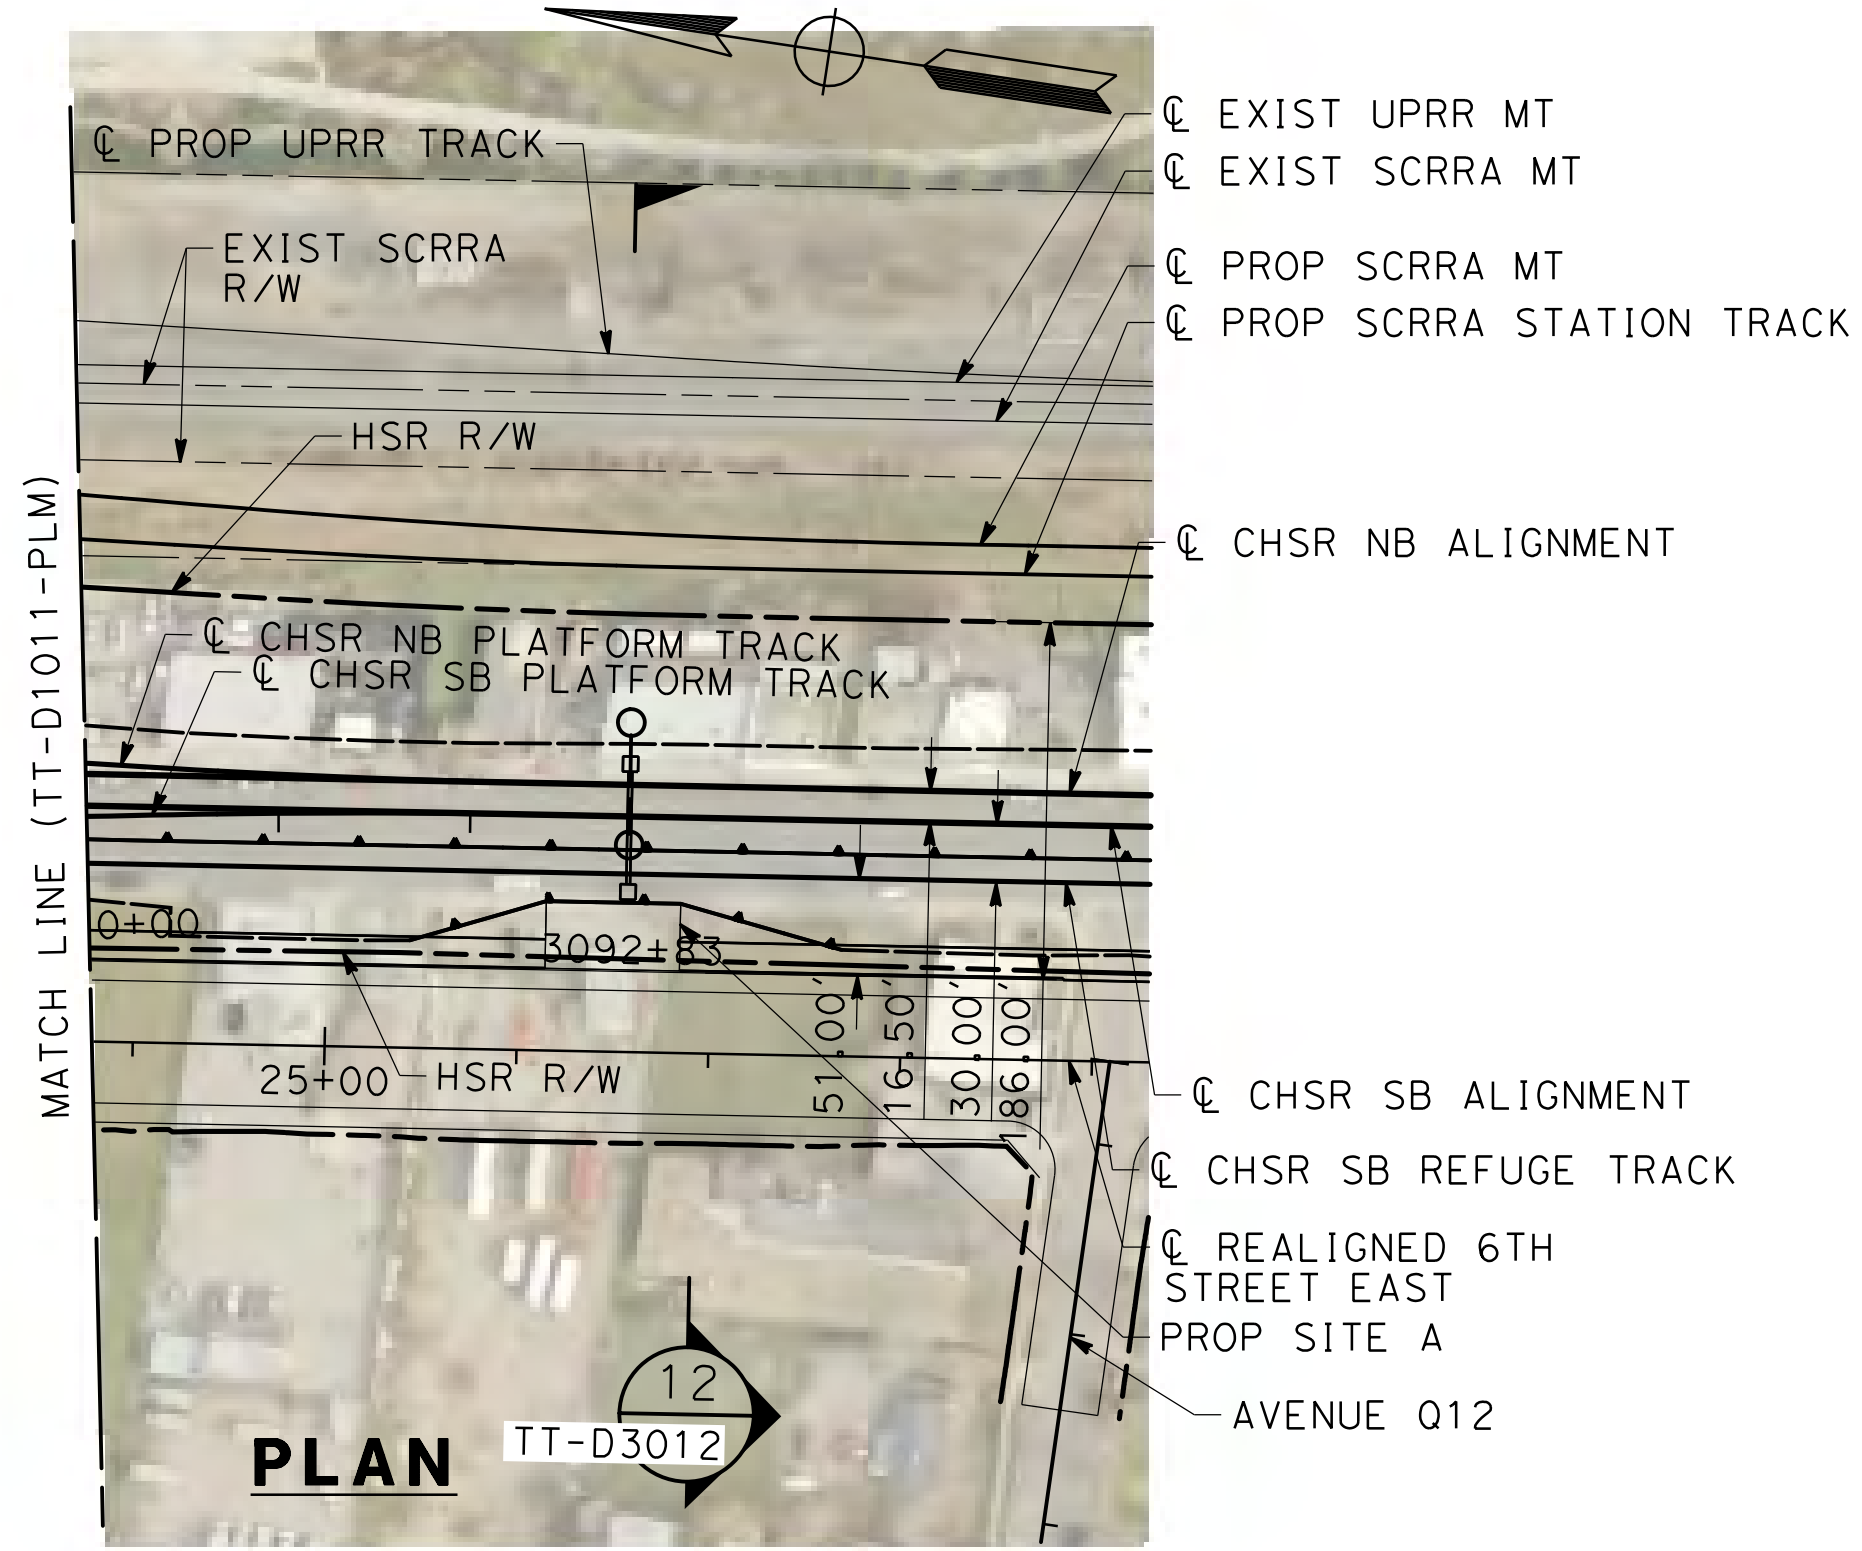 ℄ EXIST UPRR MT
℄ PROP UPRR TRACK
℄ EXIST SCRRA MT
EXIST SCRRA
R/W
℄ PROP SCRRA MT
℄ PROP SCRRA STATION TRACK
HSR R/W
℄ CHSR NB ALIGNMENT
MATCH LINE (TT-D1011-PLM)
℄ CHSR NB PLATFORM TRACK
℄ CHSR SB PLATFORM TRACK
0+00
3092+83
51.00'
16.50'
30.00'
186.00'
25+00
HSR R/W
℄ CHSR SB ALIGNMENT
℄ CHSR SB REFUGE TRACK
℄ REALIGNED 6TH
STREET EAST
PROP SITE A
12
TT-D3012
AVENUE Q12
PLAN